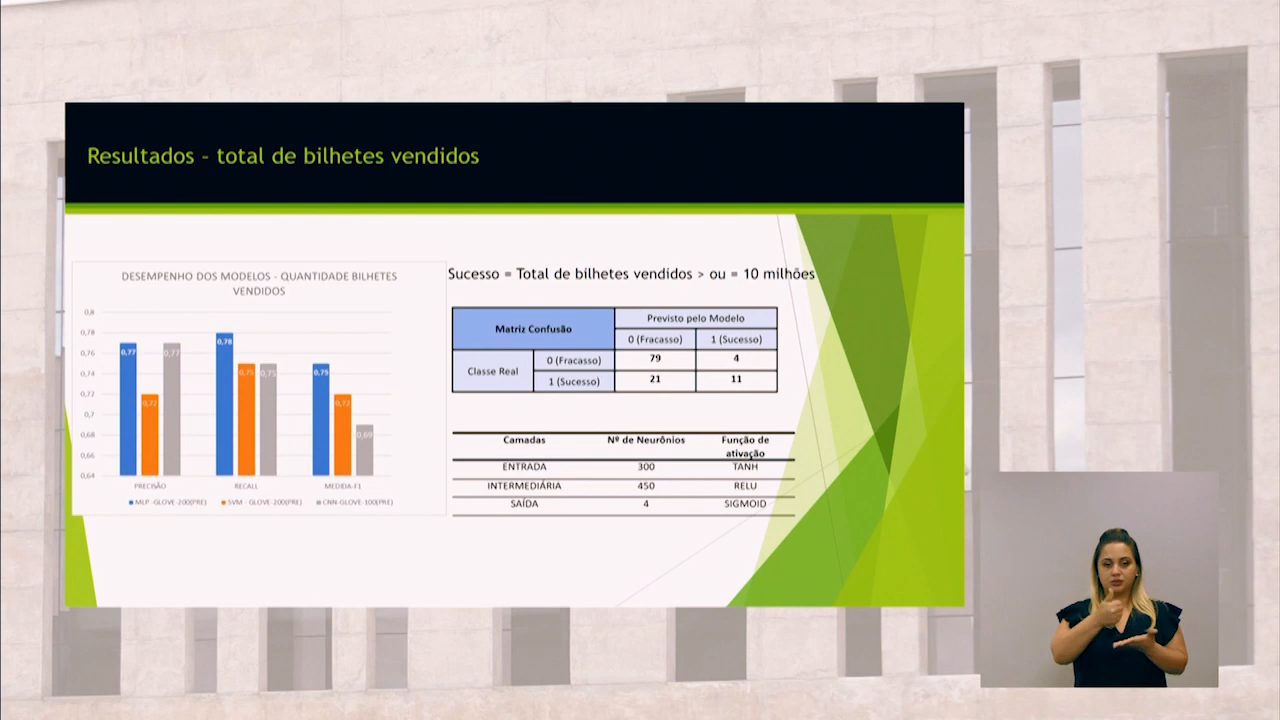 Resultados - total de bilhetes vendidos
DESEMPENHO DOS MODELOS - QUANTIDADE BILHETES
VENDIDOS
0,8
0,78
0,76
0,74
0,72
0,7
0,68
0,66
0,64
0,77
0,72
0,77
0,78
0,75
0,75
0,75
0,72
0,69
PRECISÃO
RECALL
MEDIDA-F1
MLP -GLOVE-200(PRE)
SVM - GLOVE-200(PRE)
CNN-GLOVE-100(PRE)
Sucesso = Total de bilhetes vendidos > ou = 10 milhões
Matriz Confusão
Previsto pelo Modelo
0 (Fracasso)
1 (Sucesso)
Classe Real
0 (Fracasso)
79
4
1 (Sucesso)
21
11
Camadas
Nº de Neurônios
Função de
ativação
ENTRADA
300
TANH
INTERMEDIÁRIA
450
RELU
SAÍDA
4
SIGMOID